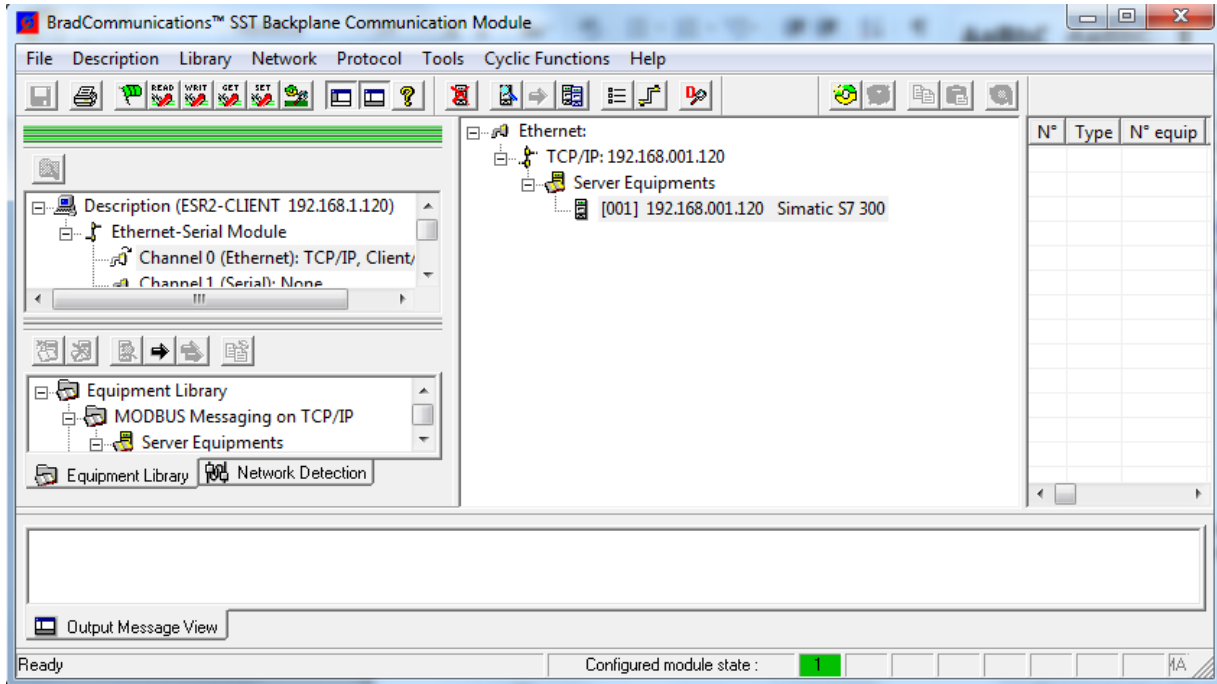 BradCommunications™ SST Backplane Communication Module
File Description Library Network Protocol Tools Cyclic Functions Help
READ WRIT GET SET
Description (ESR2-CLIENT 192.168.1.120)
Ethernet-Serial Module
Channel 0 (Ethernet): TCP/IP, Client/
Channel 1 (Serial): None
Equipment Library
MODBUS Messaging on TCP/IP
Server Equipments
Equipment Library Network Detection
Ethernet:
TCP/IP: 192.168.001.120
Server Equipments
[001] 192.168.001.120 Simatic S7 300
N° Type N° equip
Output Message View
Ready Configured module state : 1